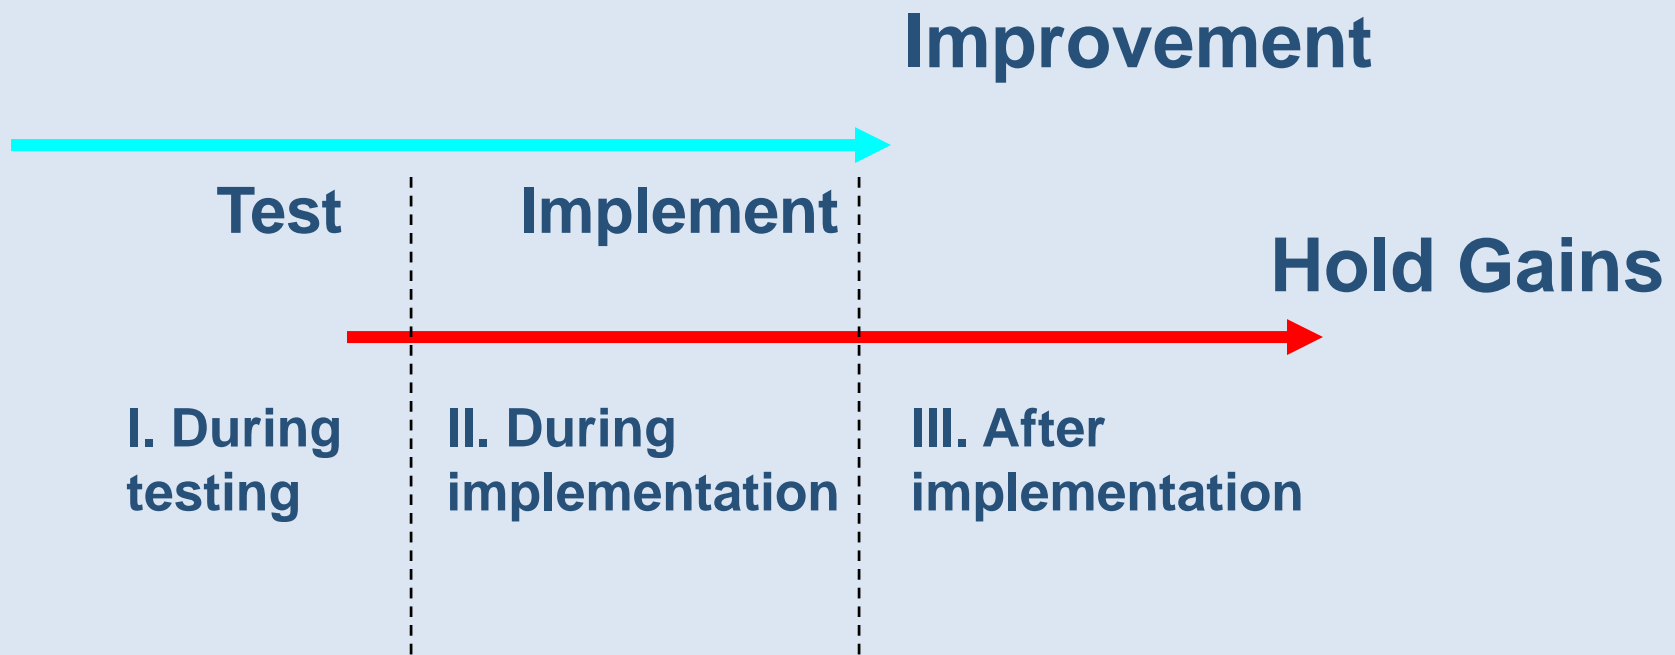 Improvement
Test
Implement
Hold Gains
I. During
testing
II. During
implementation
III. After
implementation